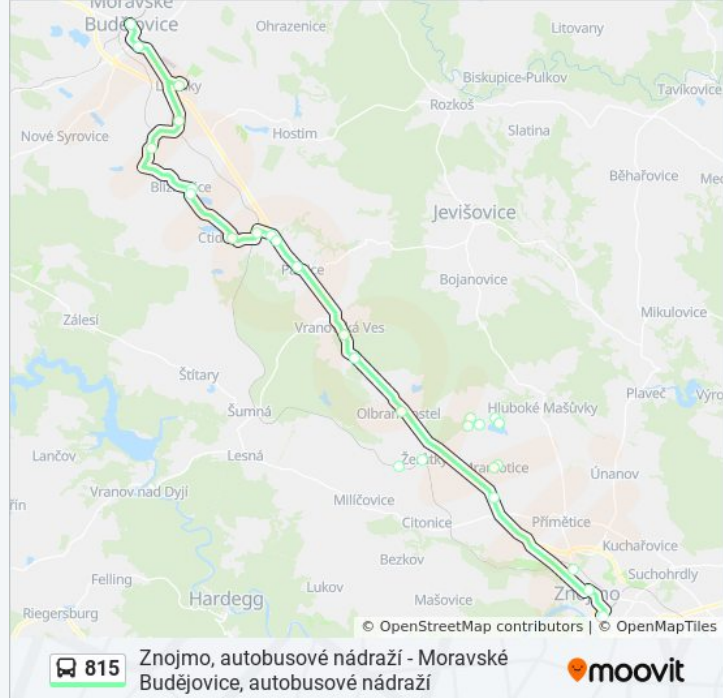 Moravské
Budějovice
Ohrazenice
Litovany
Biskupice-Pulkov
Tavíkovice
Rozkoš
Nové Syrovice
Hostim
Slatina
Běhařovice
Jevišovice
Bojanovice
Mikulovice
Zálesí
Vranovská Ves
Štítary
Plaveč
Šumná
Hluboké Mašůvky
Lančov
Lesná
Únanov
Vranov nad Dyjí
Milíčovice
Citonice
Přímětice
Kuchařovice
Bezkov
Felling
Suchohrdly
Lukov
Hardegg
Mašovice
Znojmo
Riegersburg
© OpenStreetMap contributors | © OpenMapTiles
815
Znojmo, autobusové nádraží - Moravské
Budějovice, autobusové nádraží
moovit